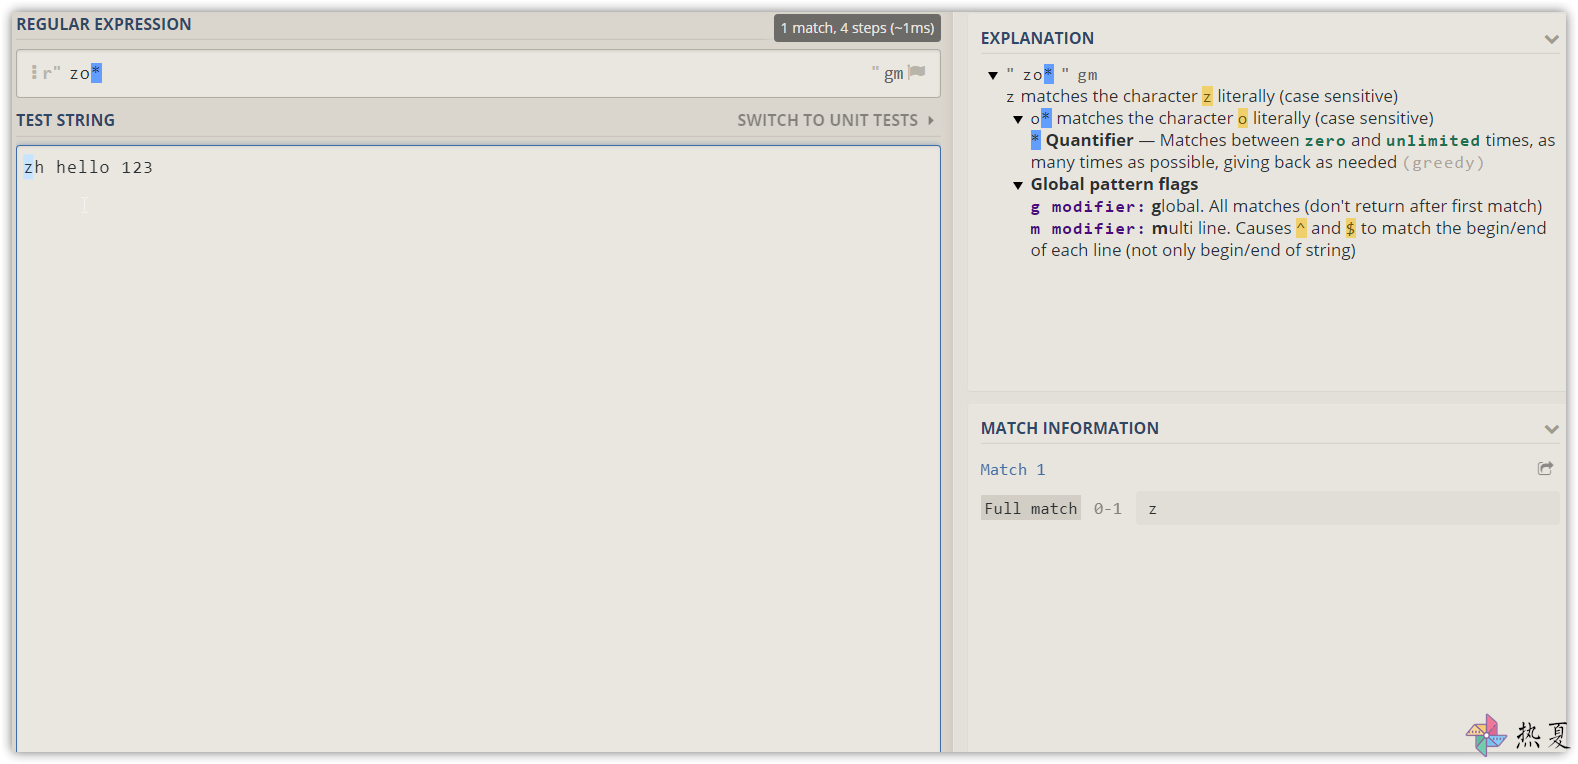 REGULAR EXPRESSION
1 match, 4 steps (~1ms)
r" zo* " gm
TEST STRING
SWITCH TO UNIT TESTS
zh hello 123
EXPLANATION
" zo* " gm
z matches the character z literally (case sensitive)
o* matches the character o literally (case sensitive)
* Quantifier — Matches between zero and unlimited times, as
many times as possible, giving back as needed (greedy)
Global pattern flags
g modifier: global. All matches (don't return after first match)
m modifier: multi line. Causes ^ and $ to match the begin/end
of each line (not only begin/end of string)
MATCH INFORMATION
Match 1
Full match 0-1 z
热夏